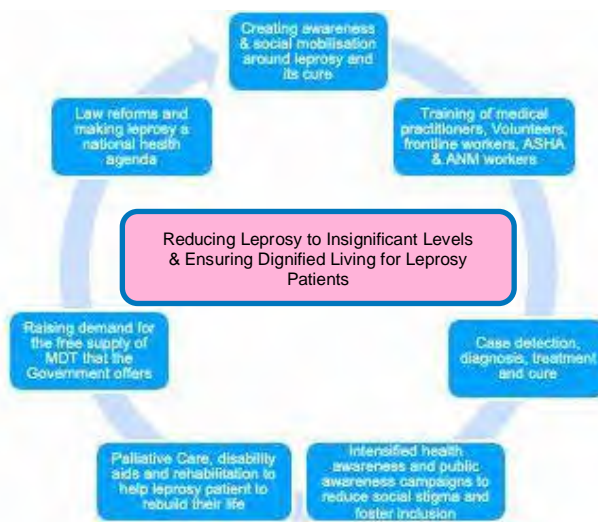 Creating awareness
& social mobilisation
around leprosy and
its cure
Training of medical
practitioners, Volunteers,
frontline workers, ASHA
& ANM workers
Case detection,
diagnosis, treatment
and cure
Intensified health
awareness and public
awareness campaigns to
reduce social stigma and
foster inclusion
Palliative Care, disability
aids and rehabilitation to
help leprosy patient to
rebuild their life
Raising demand for
the free supply of
MDT that the
Government offers
Law reforms and
making leprosy a
national health
agenda
Reducing Leprosy to Insignificant Levels
& Ensuring Dignified Living for Leprosy
Patients